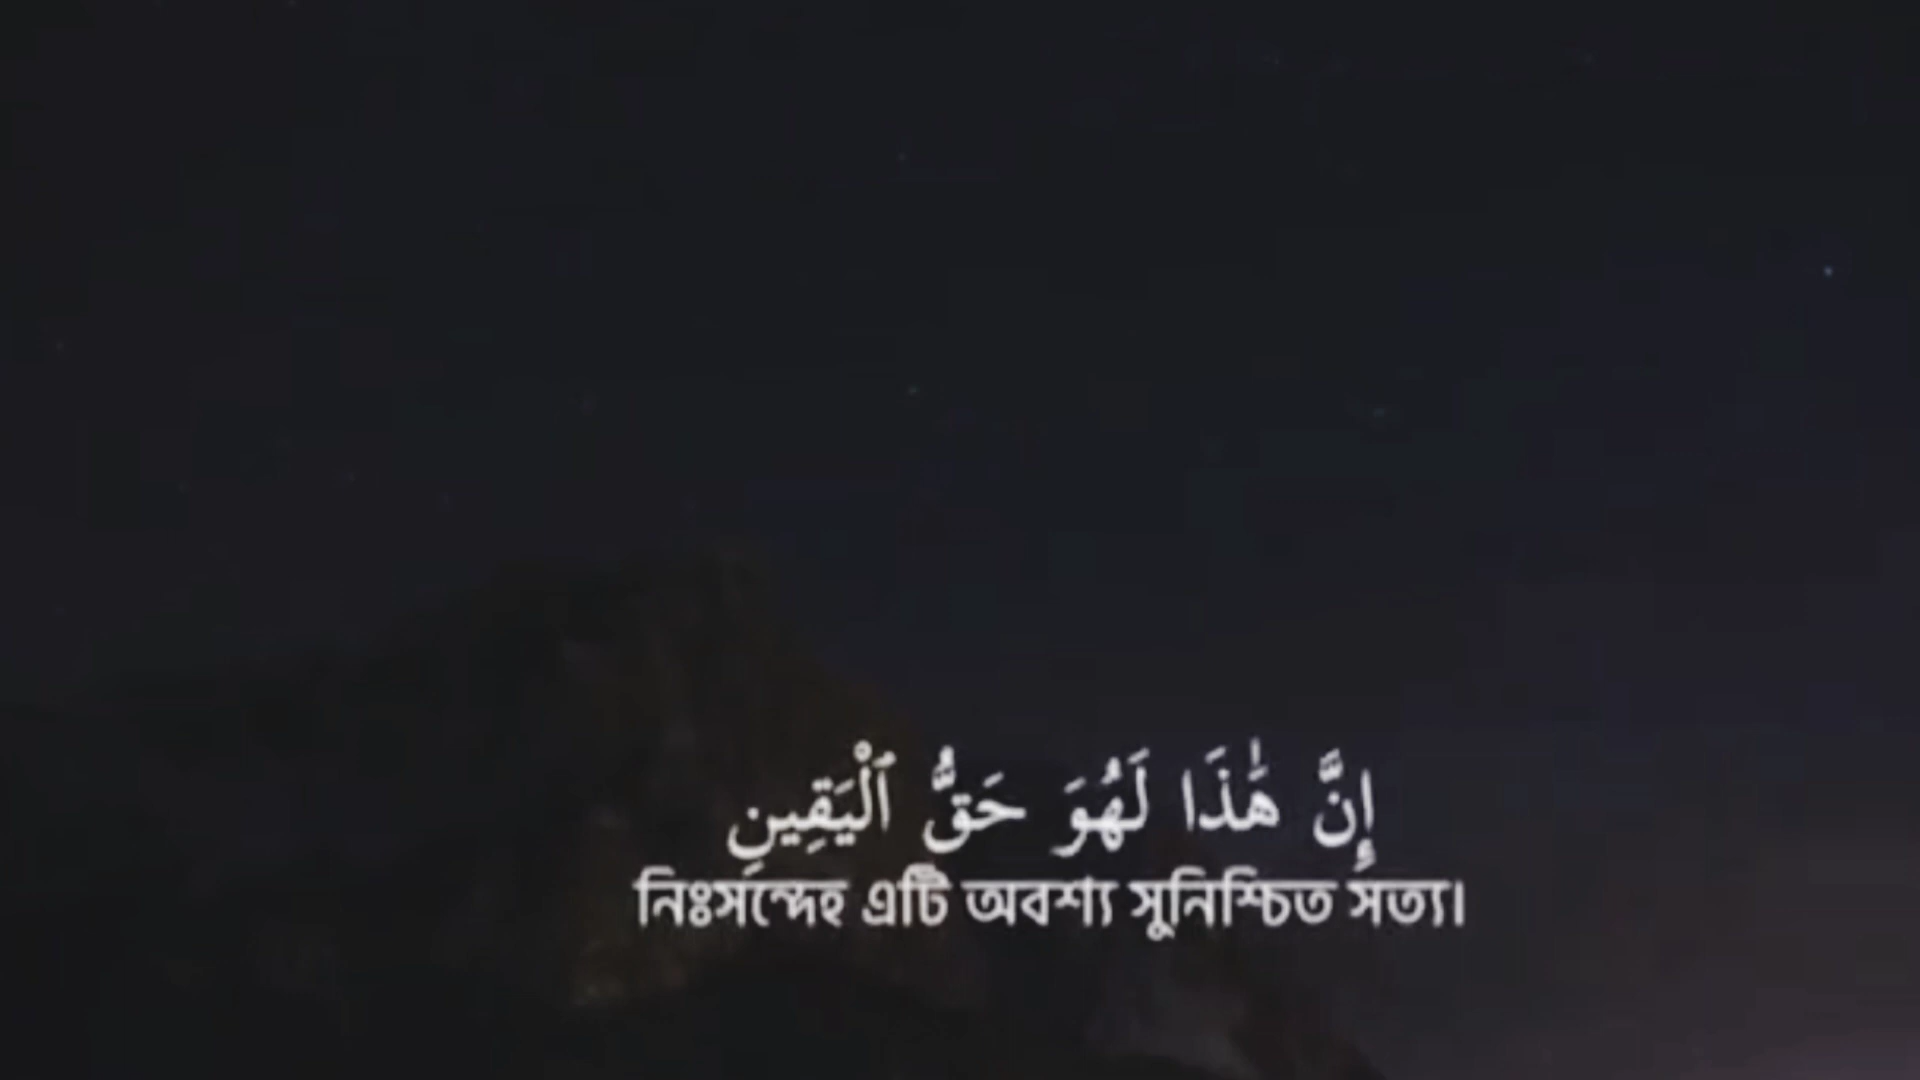 إِنَّ هَٰذَا لَهُوَ حَقُّ ٱلْيَقِينِ
নিঃসন্দেহ এটি অবশ্য সুনিশ্চিত সত্য।